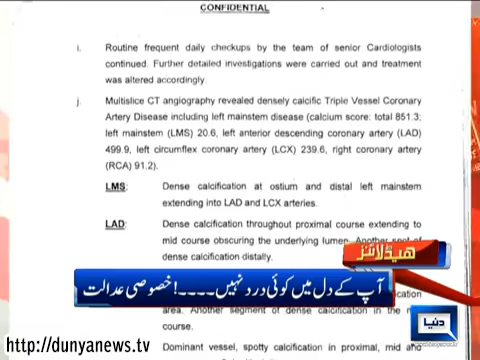 CONFIDENTIAL
i. Routine frequent daily checkups by the team of senior Cardiologists
continued. Further detailed investigations were carried out and treatment
was altered accordingly.
j. Multislice CT angiography revealed densely calcific Triple Vessel Coronary
Artery Disease including left mainstem disease (calcium score: total 851.3;
left mainstem (LMS) 20.6, left anterior descending coronary artery (LAD)
499.9, left circumflex coronary artery (LCX) 239.6, right coronary artery
(RCA) 91.2).
LMS: Dense calcification at ostium and distal left mainstem
extending into LAD and LCX arteries.
LAD: Dense calcification throughout proximal course extending to
mid course obscuring the underlying lumen. Another spot of
dense calcification distally.
ہیڈلائنز
آپ کے دل میں کوئی درد نہیں....! خصوصی عدالت
area. Another segment of dense calcification in the
course.
Dominant vessel, spotty calcification in proximal, mid and
دنیا
http://dunyanews.tv